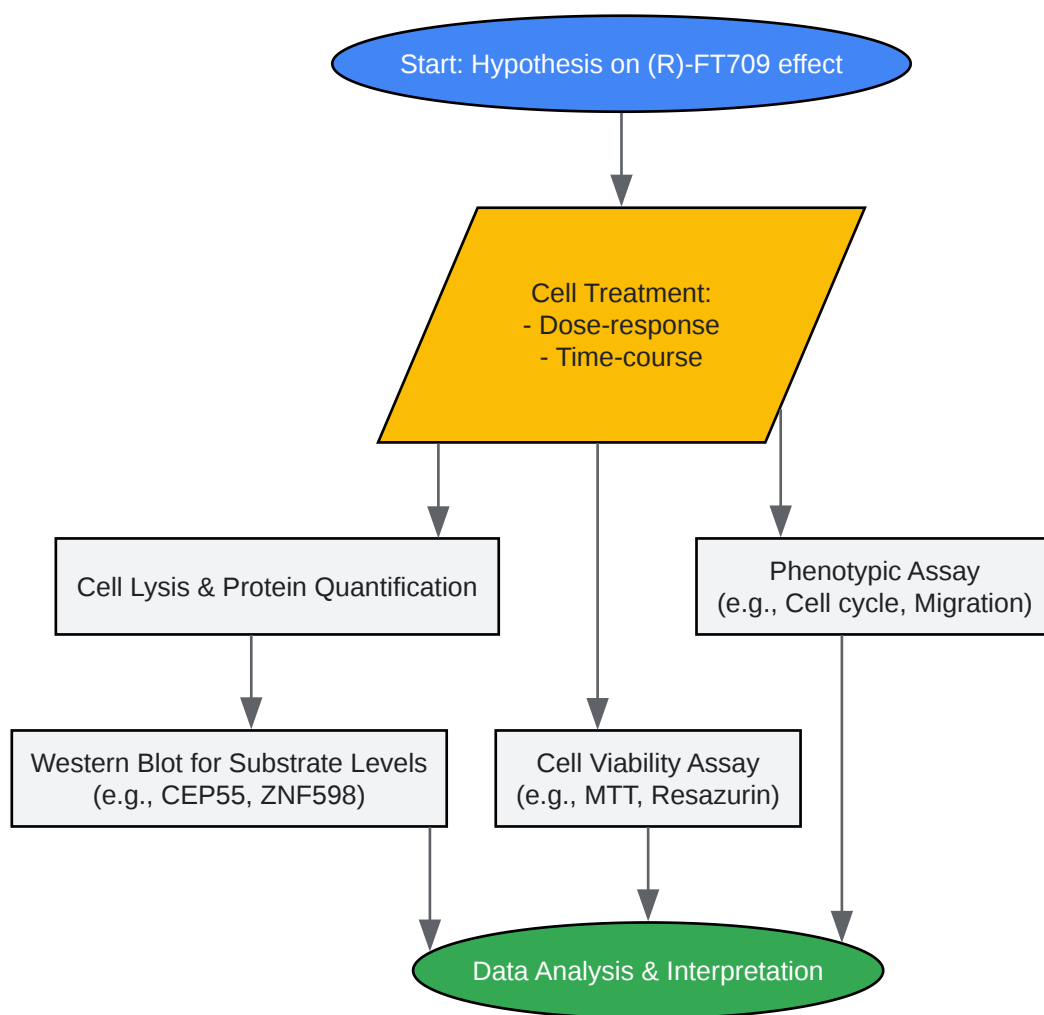 Start: Hypothesis on (R)-FT709 effect
Cell Treatment:
- Dose-response
- Time-course
Cell Lysis & Protein Quantification
Phenotypic Assay
(e.g., Cell cycle, Migration)
Western Blot for Substrate Levels
(e.g., CEP55, ZNF598)
Cell Viability Assay
(e.g., MTT, Resazurin)
Data Analysis & Interpretation